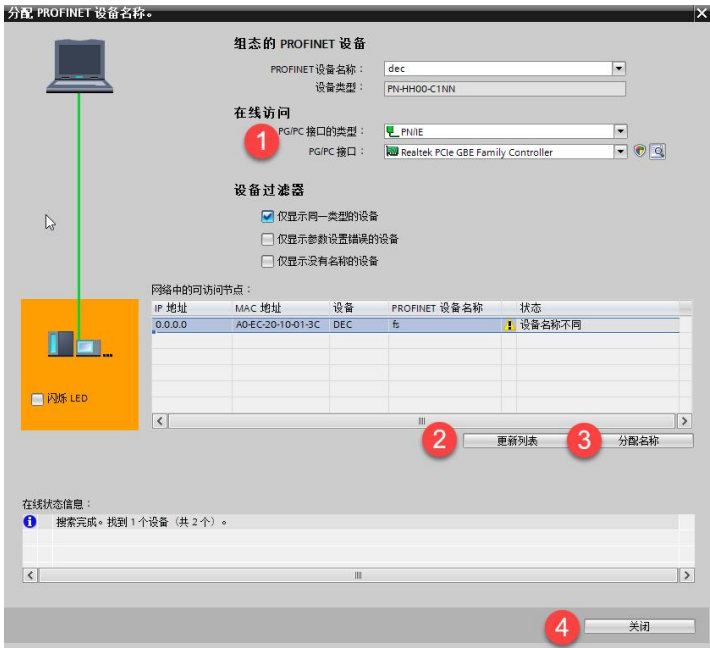 分配 PROFINET 设备名称。
组态的 PROFINET 设备
PROFINET设备名称： dec
设备类型： PN-HH00-C1NN
在线访问
1 PG/PC 接口的类型： PN/IE
PG/PC 接口： Realtek PCIe GBE Family Controller
设备过滤器
仅显示同一类型的设备
仅显示参数设置错误的设备
仅显示没有名称的设备
网络中的可访问节点：
IP 地址 MAC 地址 设备 PROFINET 设备名称 状态
0.0.0.0 A0-EC-20-10-01-3C DEC fs 设备名称不同
闪烁 LED
2 更新列表 3 分配名称
在线状态信息：
搜索完成。找到 1 个设备（共 2 个）。
4 关闭